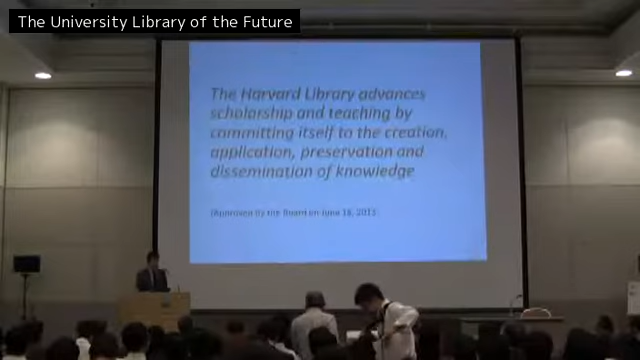 The University Library of the Future
The Harvard Library advances
scholarship and teaching by
committing itself to the creation,
application, preservation and
dissemination of knowledge
(Approved by the Board on June